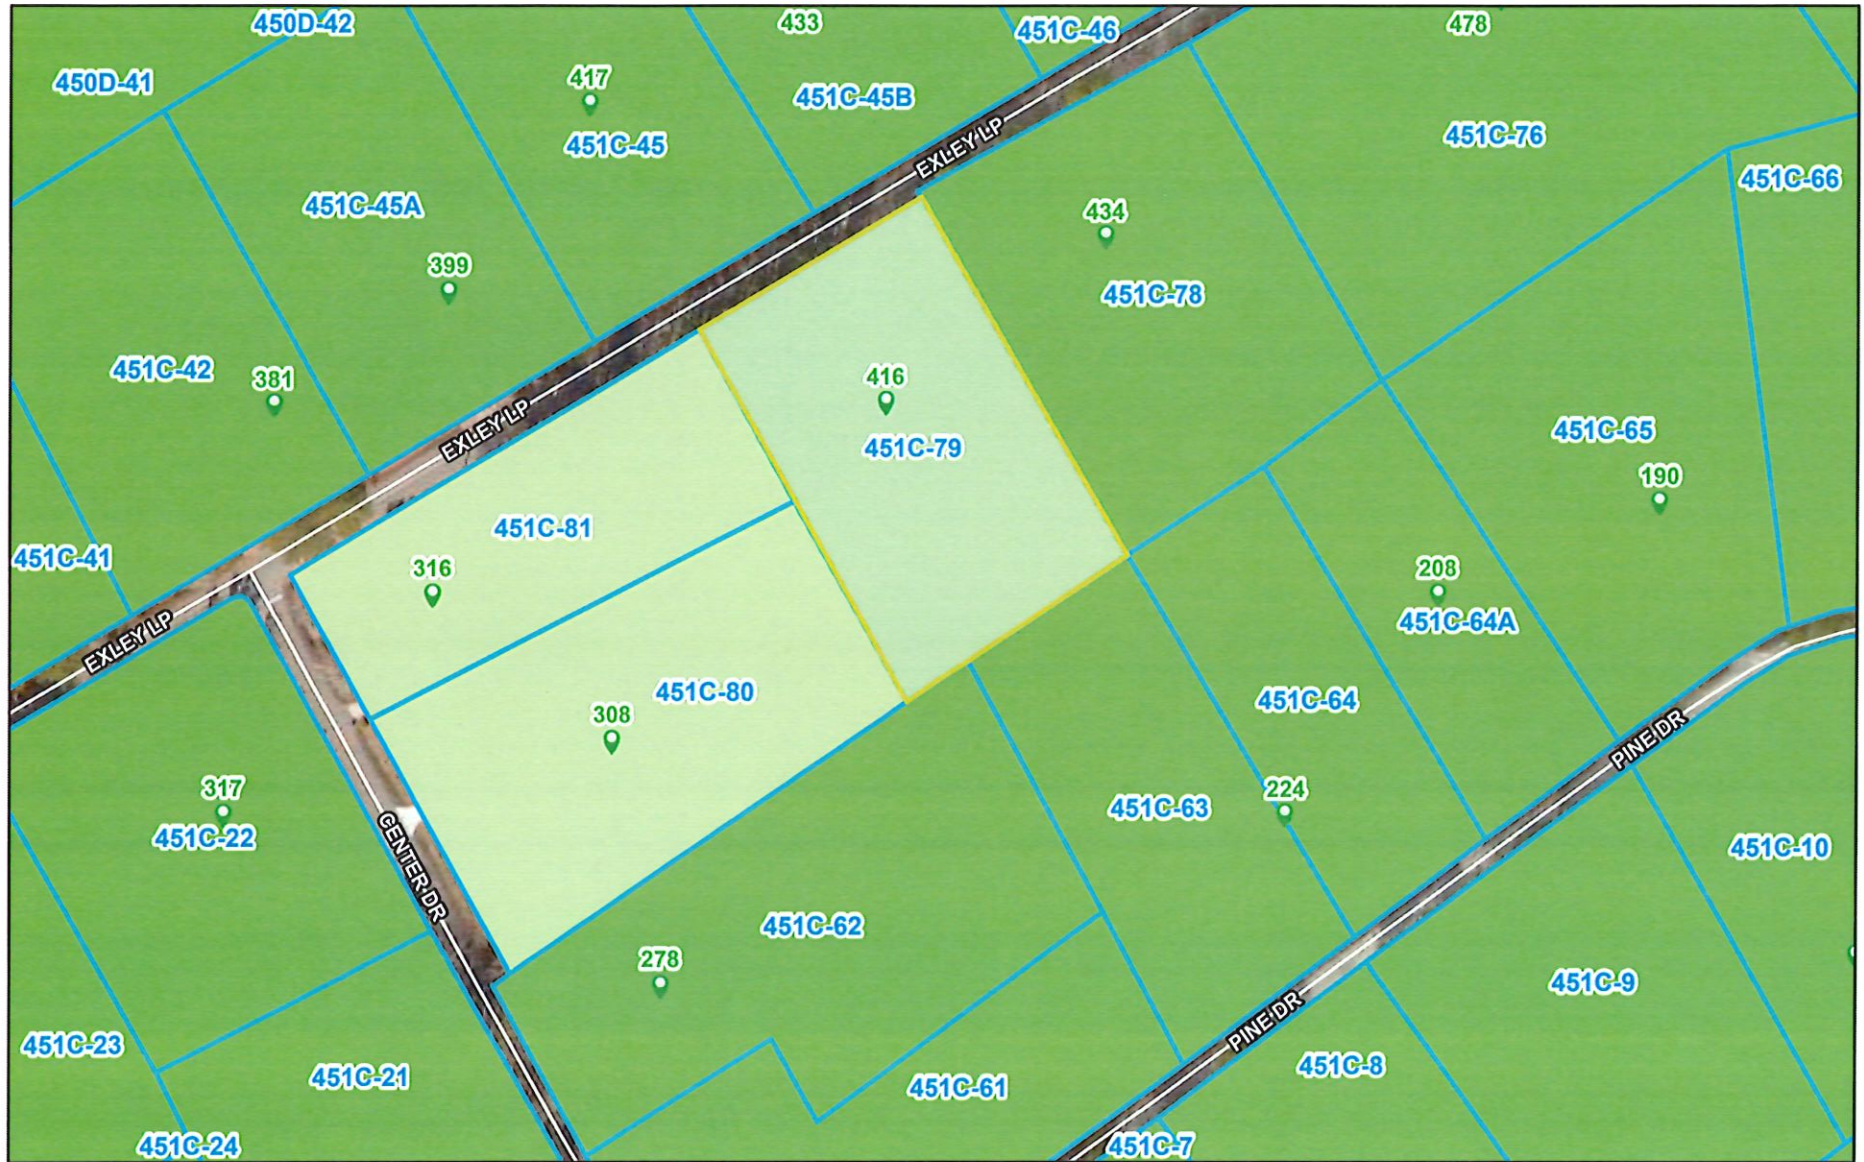 450D-42
433
451C-46
478
450D-41
417
451C-45B
451C-45
EXLEY LP
451C-76
451C-66
451C-45A
434
399
451C-78
451C-42
381
416
EXLEY LP
451C-79
451C-65
190
451C-41
451C-81
316
208
451C-64A
EXLEY LP
451C-80
308
451C-64
PINE DR
317
451C-22
224
451C-63
CENTER DR
451C-10
451C-62
278
451C-9
451C-23
PINE DR
451C-21
451C-61
451C-8
451C-24
451C-7